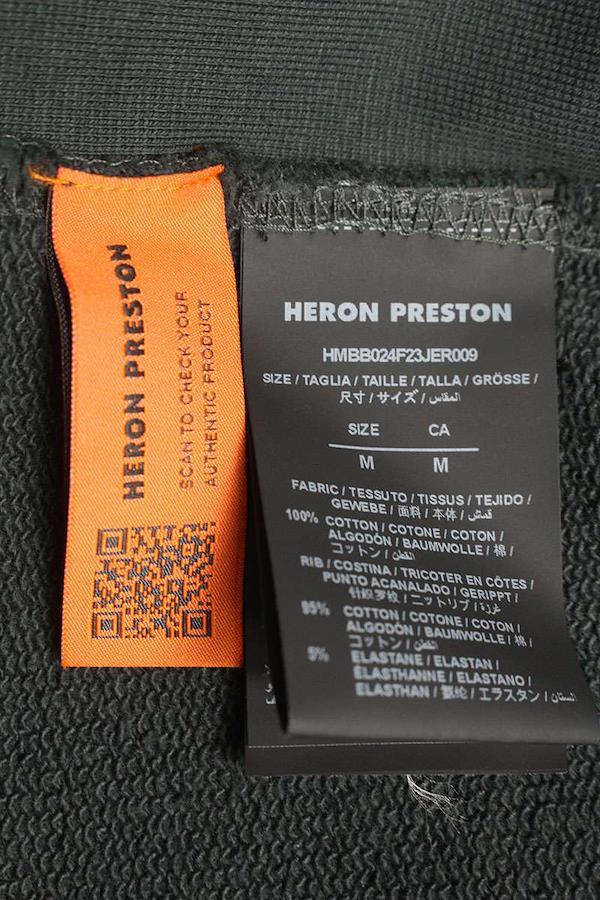 HERON PRESTON
SCAN TO CHECK YOUR
AUTHENTIC PRODUCT
HERON PRESTON
HMBB024F23JER009
SIZE / TAGLIA / TAILLE / TALLA / GRÖSSE /
尺寸 / サイズ / المقاس
SIZE CA
M M
FABRIC / TESSUTO / TISSUS / TEJIDO /
GEWEBE / 面料 / 本体 / قمش
100% COTTON / COTONE / COTON /
ALGODÓN / BAUMWOLLE / 棉 /
コットン / القطن
RIB / COSTINA / TRICOTER EN CÔTES /
PUNTO ACANALADO / GERIPPT /
针织罗纹 / ニットリブ / غرزة
95% COTTON / COTONE / COTON /
ALGODÓN / BAUMWOLLE / 棉 /
コットン / القطن
5% ELASTANE / ELASTAN /
ELASTHANNE / ELASTANO /
ELASTHAN / 氨纶 / エラスタン /